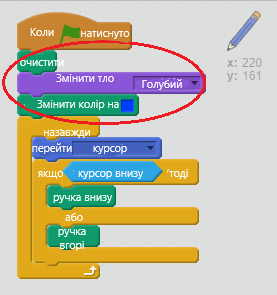 Коли натиснуто
очистити
x: 220
y: 161
Змінити тло Голубий
Змінити колір на
назавжди
перейти курсор
якщо курсор внизу тоді
ручка внизу
або
ручка
вгорі